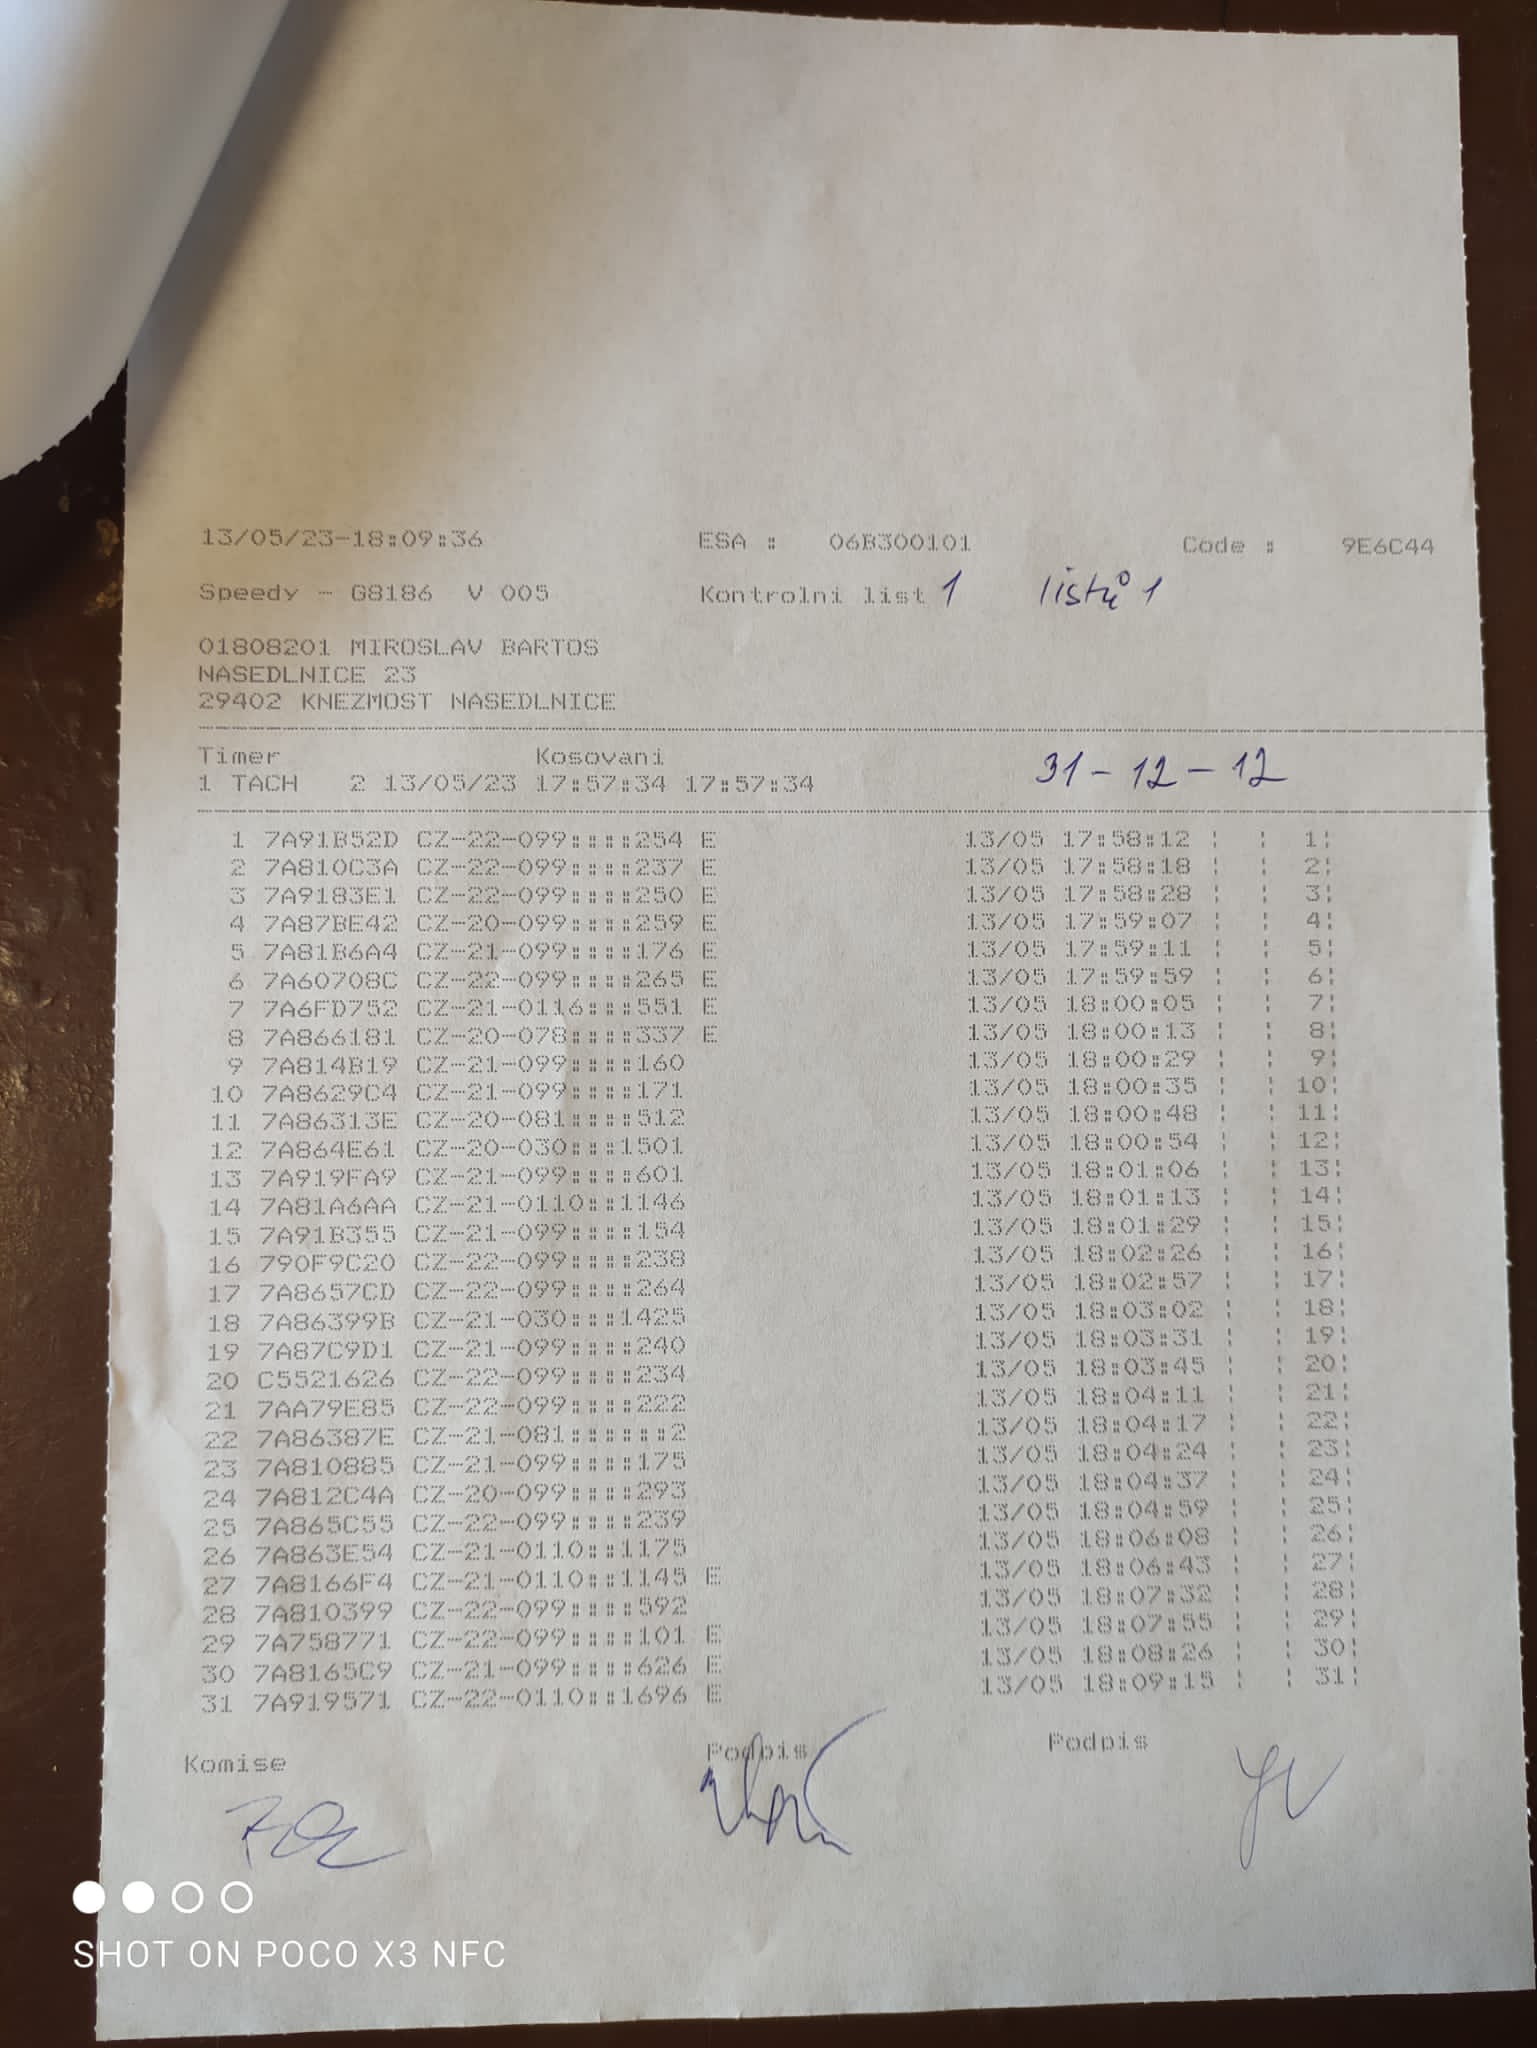 13/05/23-18:09:36 ESA : 06B300101 Code : 9E6C44
Speedy - G8186 V 005 Kontrolni list 1 listů 1
01808201 MIROSLAV BARTOS
NASEDLNICE 23
29402 KNEZMOST NASEDLNICE
Timer Kosovani
1 TACH 2 13/05/23 17:57:34 17:57:34 31-12-12
1 7A91B52D CZ-22-099::::254 E 13/05 17:58:12 ¦ ¦ 1¦
2 7A810C3A CZ-22-099::::237 E 13/05 17:58:18 ¦ ¦ 2¦
3 7A9183E1 CZ-22-099::::250 E 13/05 17:58:28 ¦ ¦ 3¦
4 7A87BE42 CZ-20-099::::259 E 13/05 17:59:07 ¦ ¦ 4¦
5 7A81B6A4 CZ-21-099::::176 E 13/05 17:59:11 ¦ ¦ 5¦
6 7A60708C CZ-22-099::::265 E 13/05 17:59:59 ¦ ¦ 6¦
7 7A6FD752 CZ-21-0116:::551 E 13/05 18:00:05 ¦ ¦ 7¦
8 7A866181 CZ-20-078::::337 E 13/05 18:00:13 ¦ ¦ 8¦
9 7A814B19 CZ-21-099::::160 13/05 18:00:29 ¦ ¦ 9¦
10 7A8629C4 CZ-21-099::::171 13/05 18:00:35 ¦ ¦ 10¦
11 7A86313E CZ-20-081::::512 13/05 18:00:48 ¦ ¦ 11¦
12 7A864E61 CZ-20-030:::1501 13/05 18:00:54 ¦ ¦ 12¦
13 7A919FA9 CZ-21-099::::601 13/05 18:01:06 ¦ ¦ 13¦
14 7A81A6AA CZ-21-0110::1146 13/05 18:01:13 ¦ ¦ 14¦
15 7A91B355 CZ-21-099::::154 13/05 18:01:29 ¦ ¦ 15¦
16 790F9C20 CZ-22-099::::238 13/05 18:02:26 ¦ ¦ 16¦
17 7A8657CD CZ-22-099::::264 13/05 18:02:57 ¦ ¦ 17¦
18 7A86399B CZ-21-030:::1425 13/05 18:03:02 ¦ ¦ 18¦
19 7A87C9D1 CZ-21-099::::240 13/05 18:03:31 ¦ ¦ 19¦
20 C5521626 CZ-22-099::::234 13/05 18:03:45 ¦ ¦ 20¦
21 7AA79E85 CZ-22-099::::222 13/05 18:04:11 ¦ ¦ 21¦
22 7A86387E CZ-21-081::::::2 13/05 18:04:17 ¦ ¦ 22¦
23 7A810885 CZ-21-099::::175 13/05 18:04:24 ¦ ¦ 23¦
24 7A812C4A CZ-20-099::::293 13/05 18:04:37 ¦ ¦ 24¦
25 7A865C55 CZ-22-099::::239 13/05 18:04:59 ¦ ¦ 25¦
26 7A863E54 CZ-21-0110::1175 13/05 18:06:08 ¦ ¦ 26¦
27 7A8166F4 CZ-21-0110::1145 E 13/05 18:06:43 ¦ ¦ 27¦
28 7A810399 CZ-22-099::::592 13/05 18:07:32 ¦ ¦ 28¦
29 7A758771 CZ-22-099::::101 E 13/05 18:07:55 ¦ ¦ 29¦
30 7A8165C9 CZ-21-099::::626 E 13/05 18:08:26 ¦ ¦ 30¦
31 7A919571 CZ-22-0110::1696 E 13/05 18:09:15 ¦ ¦ 31¦
Komise Podpis Podpis
SHOT ON POCO X3 NFC